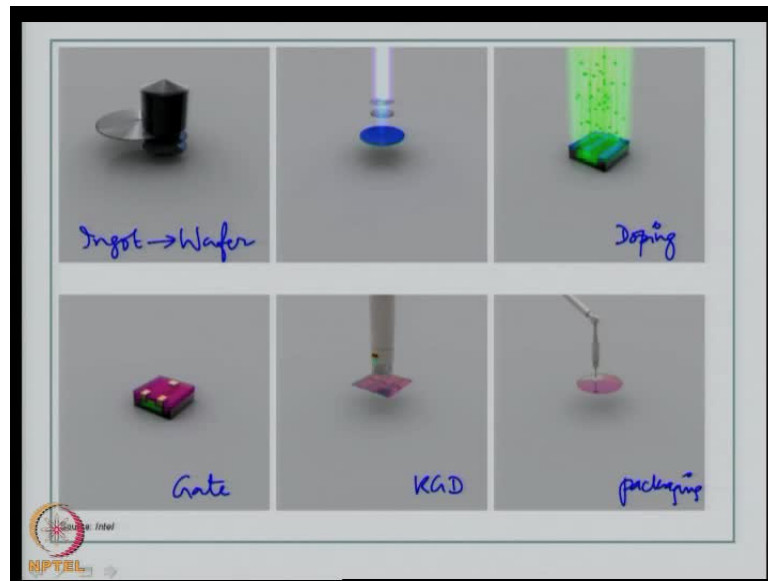 Ingot → Wafer
Doping
Gate
KGD
packaging
Source: Intel
NPTEL